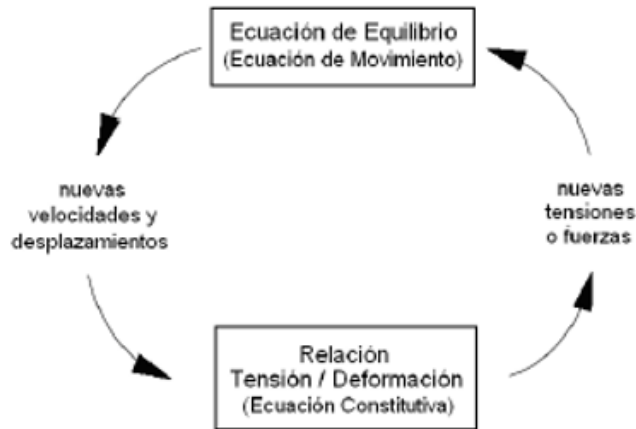 Ecuación de Equilibrio
(Ecuación de Movimiento)
nuevas
velocidades y
desplazamientos
nuevas
tensiones
o fuerzas
Relación
Tensión / Deformación
(Ecuación Constitutiva)